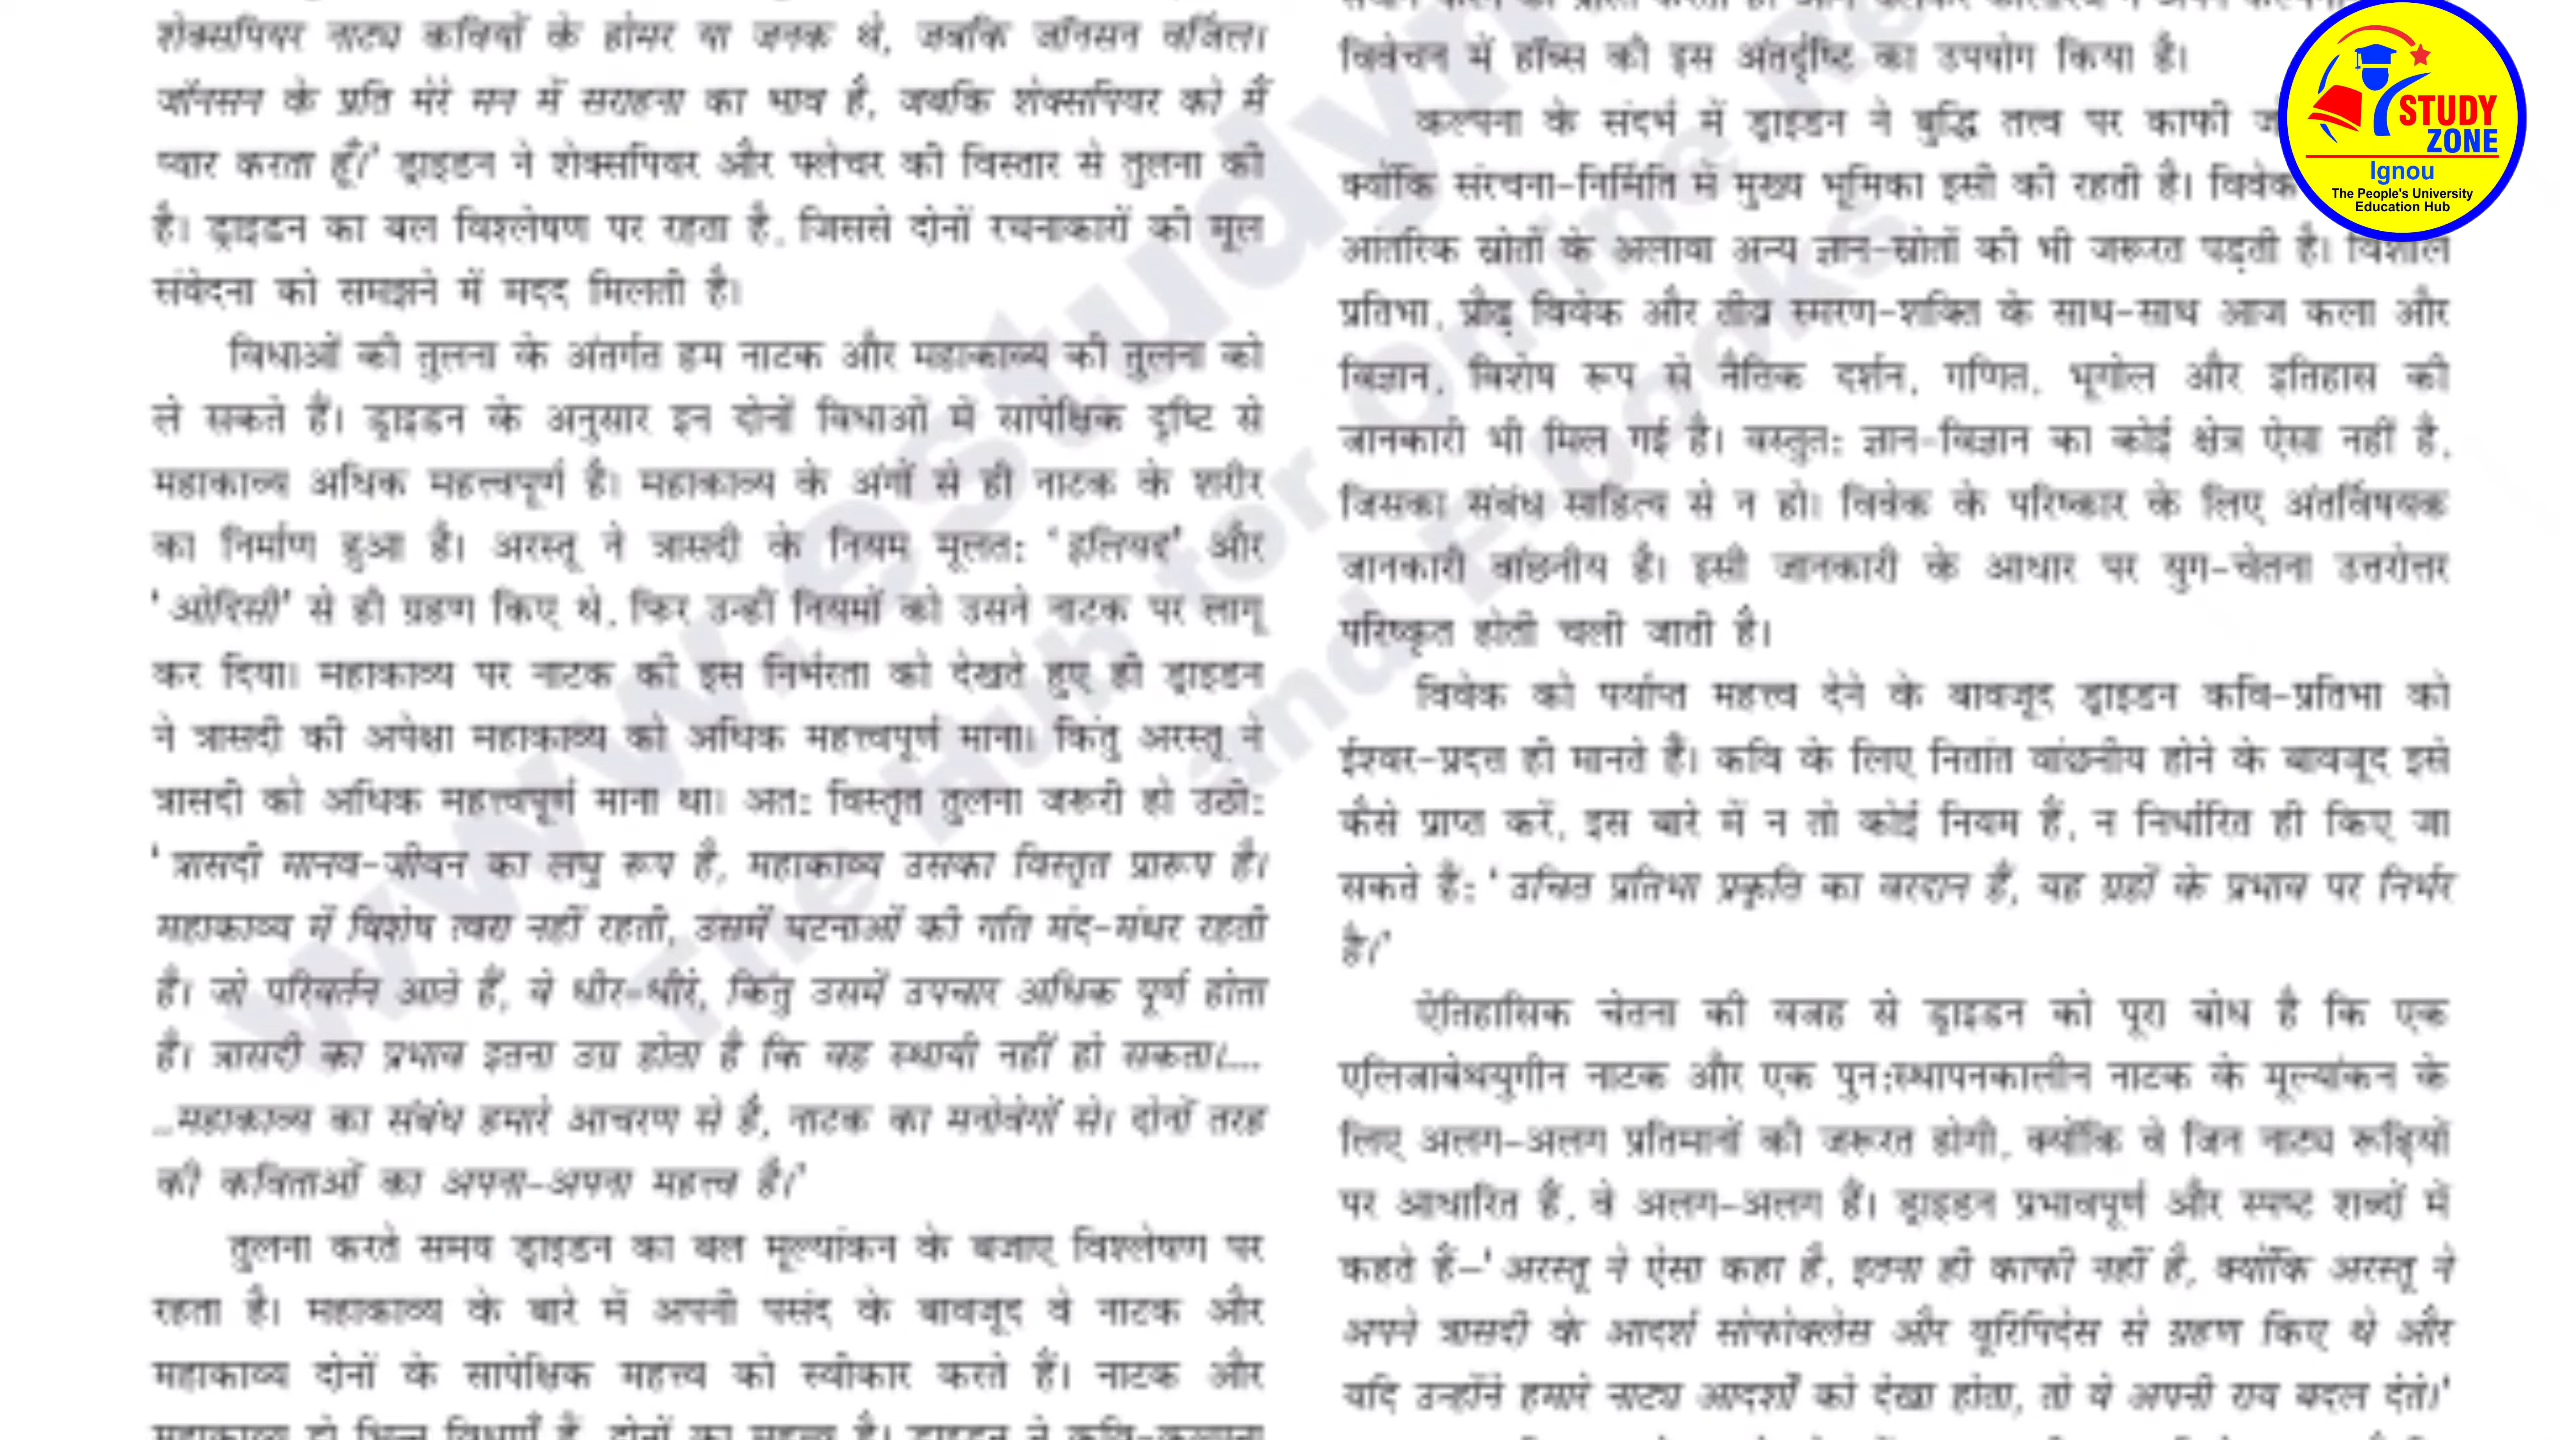 शेक्सपियर नाट्य कवियों के होमर या जनक थे, जबकि जॉनसन वर्जिल।
जॉनसन के प्रति मेरे मन में सराहना का भाव है, जबकि शेक्सपियर को मैं
प्यार करता हूँ।' ड्राइडन ने शेक्सपियर और फ्लेचर की विस्तार से तुलना की
है। ड्राइडन का बल विश्लेषण पर रहता है, जिससे दोनों रचनाकारों की मूल
संवेदना को समझने में मदद मिलती है।
विधाओं की तुलना के अंतर्गत हम नाटक और महाकाव्य की तुलना को
ले सकते हैं। ड्राइडन के अनुसार इन दोनों विधाओं में सापेक्षिक दृष्टि से
महाकाव्य अधिक महत्त्वपूर्ण है। महाकाव्य के अंगों से ही नाटक के शरीर
का निर्माण हुआ है। अरस्तू ने त्रासदी के नियम मूलत: 'इलियद' और
'ओदिसी' से ही ग्रहण किए थे, फिर उन्हीं नियमों को उसने नाटक पर लागू
कर दिया। महाकाव्य पर नाटक की इस निर्भरता को देखते हुए ही ड्राइडन
ने त्रासदी की अपेक्षा महाकाव्य को अधिक महत्त्वपूर्ण माना। किंतु अरस्तू ने
त्रासदी को अधिक महत्त्वपूर्ण माना था। अत: विस्तृत तुलना जरूरी हो उठी:
'त्रासदी मानव-जीवन का लघु रूप है, महाकाव्य उसका विस्तृत प्रारूप है।
महाकाव्य में विशेष त्वरा नहीं रहती, उसमें घटनाओं की गति मंद-मंथर रहती
है। जो परिवर्तन आते हैं, वे धीरे-धीरे, किंतु उसमें उपचार अधिक पूर्ण होता
है। त्रासदी का प्रभाव इतना उग्र होता है कि वह स्थायी नहीं हो सकता।...
...महाकाव्य का संबंध हमारे आचरण से है, नाटक का मनोवेगों से। दोनों तरह
की कविताओं का अपना-अपना महत्त्व है।'
तुलना करते समय ड्राइडन का बल मूल्यांकन के बजाए विश्लेषण पर
रहता है। महाकाव्य के बारे में अपनी पसंद के बावजूद वे नाटक और
महाकाव्य दोनों के सापेक्षिक महत्त्व को स्वीकार करते हैं। नाटक और
महाकाव्य दो भिन्न विधाएँ हैं, दोनों का महत्त्व है। ड्राइडन ने कवि-कल्पना
विवेचन में हॉब्स की इस अंतर्दृष्टि का उपयोग किया है।
कल्पना के संदर्भ में ड्राइडन ने बुद्धि तत्त्व पर काफी
क्योंकि संरचना-निर्मिति में मुख्य भूमिका इसी की रहती है। विवेक
आंतरिक स्रोतों के अलावा अन्य ज्ञान-स्रोतों की भी जरूरत पड़ती है। विशाल
प्रतिभा, प्रौढ़ विवेक और तीव्र स्मरण-शक्ति के साथ-साथ आज कला और
विज्ञान, विशेष रूप से नैतिक दर्शन, गणित, भूगोल और इतिहास की
जानकारी भी मिल गई है। वस्तुत: ज्ञान-विज्ञान का कोई क्षेत्र ऐसा नहीं है,
जिसका संबंध साहित्य से न हो। विवेक के परिष्कार के लिए अंतर्विषयक
जानकारी वांछनीय है। इसी जानकारी के आधार पर युग-चेतना उत्तरोत्तर
परिष्कृत होती चली जाती है।
विवेक को पर्याप्त महत्त्व देने के बावजूद ड्राइडन कवि-प्रतिभा को
ईश्वर-प्रदत्त ही मानते हैं। कवि के लिए नितांत वांछनीय होने के बावजूद इसे
कैसे प्राप्त करें, इस बारे में न तो कोई नियम हैं, न निर्धारित ही किए जा
सकते हैं: 'उचित प्रतिभा प्रकृति का वरदान हैं, यह ग्रहों के प्रभाव पर निर्भर
है।'
ऐतिहासिक चेतना की वजह से ड्राइडन को पूरा बोध है कि एक
एलिजाबेथयुगीन नाटक और एक पुन:स्थापनकालीन नाटक के मूल्यांकन के
लिए अलग-अलग प्रतिमानों की जरूरत होगी, क्योंकि वे जिन नाट्य रूढ़ियों
पर आधारित हैं, वे अलग-अलग हैं। ड्राइडन प्रभावपूर्ण और स्पष्ट शब्दों में
कहते हैं-'अरस्तू ने ऐसा कहा है, इतना ही काफी नहीं है, क्योंकि अरस्तू ने
अपने त्रासदी के आदर्श सोफोक्लेस और यूरिपिदेस से ग्रहण किए थे और
यदि उन्होंने हमारे नाट्य आदर्शों को देखा होता, तो वे अपनी राय बदल देते।'
STUDY
ZONE
Ignou
The People's University
Education Hub